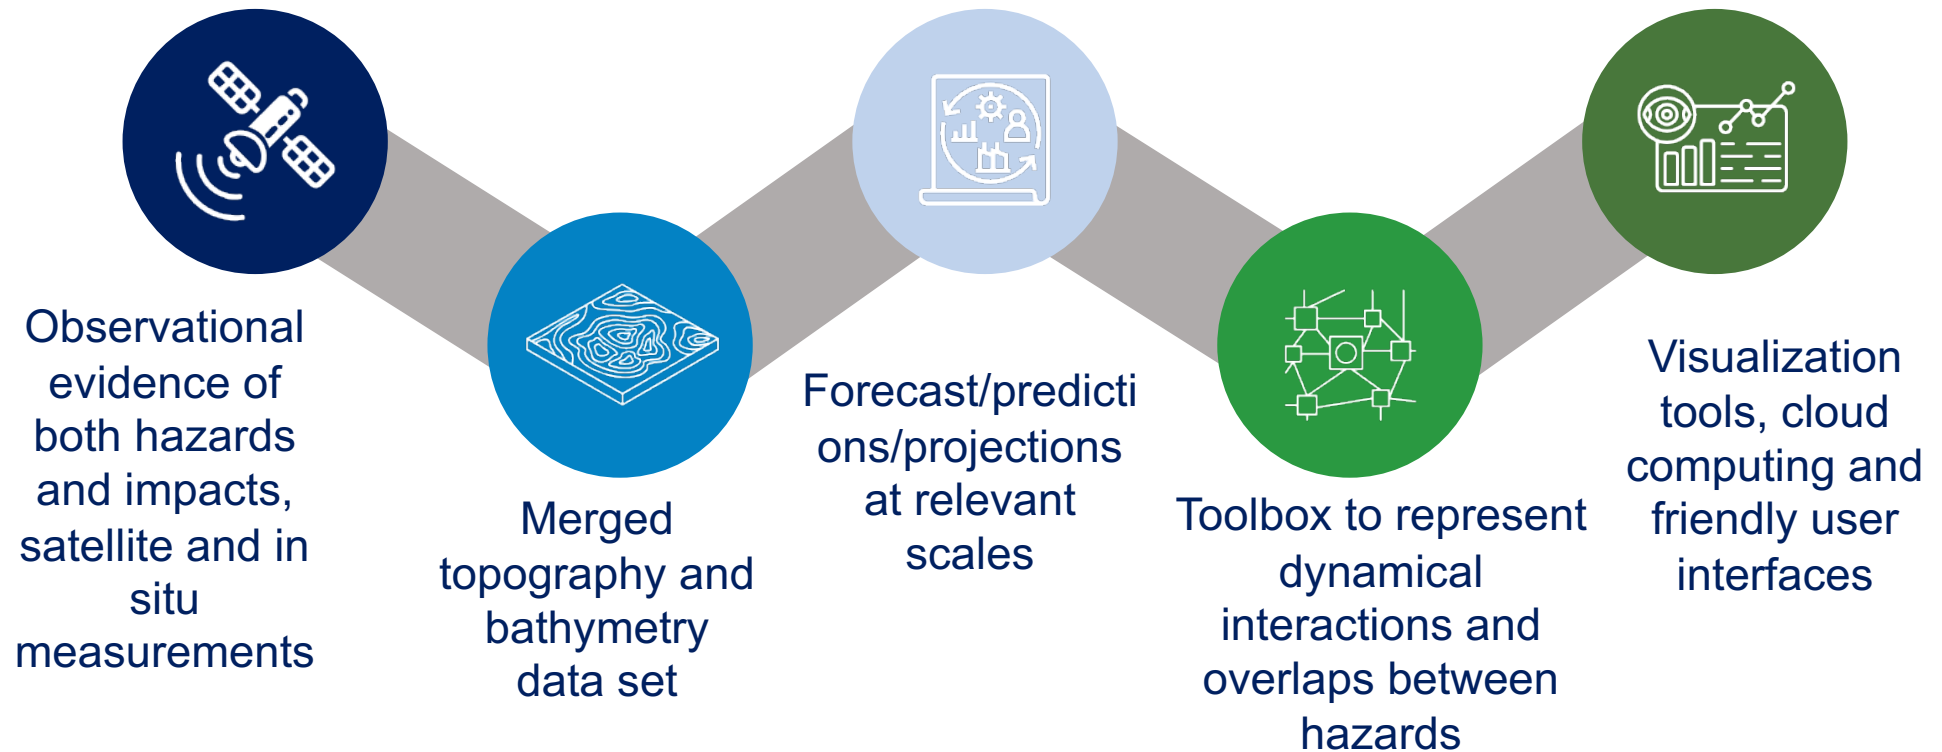 Observational
evidence of
both hazards
and impacts,
satellite and in
situ
measurements
Merged
topography and
bathymetry
data set
Forecast/predicti
ons/projections
at relevant
scales
Toolbox to represent
dynamical
interactions and
overlaps between
hazards
Visualization
tools, cloud
computing and
friendly user
interfaces